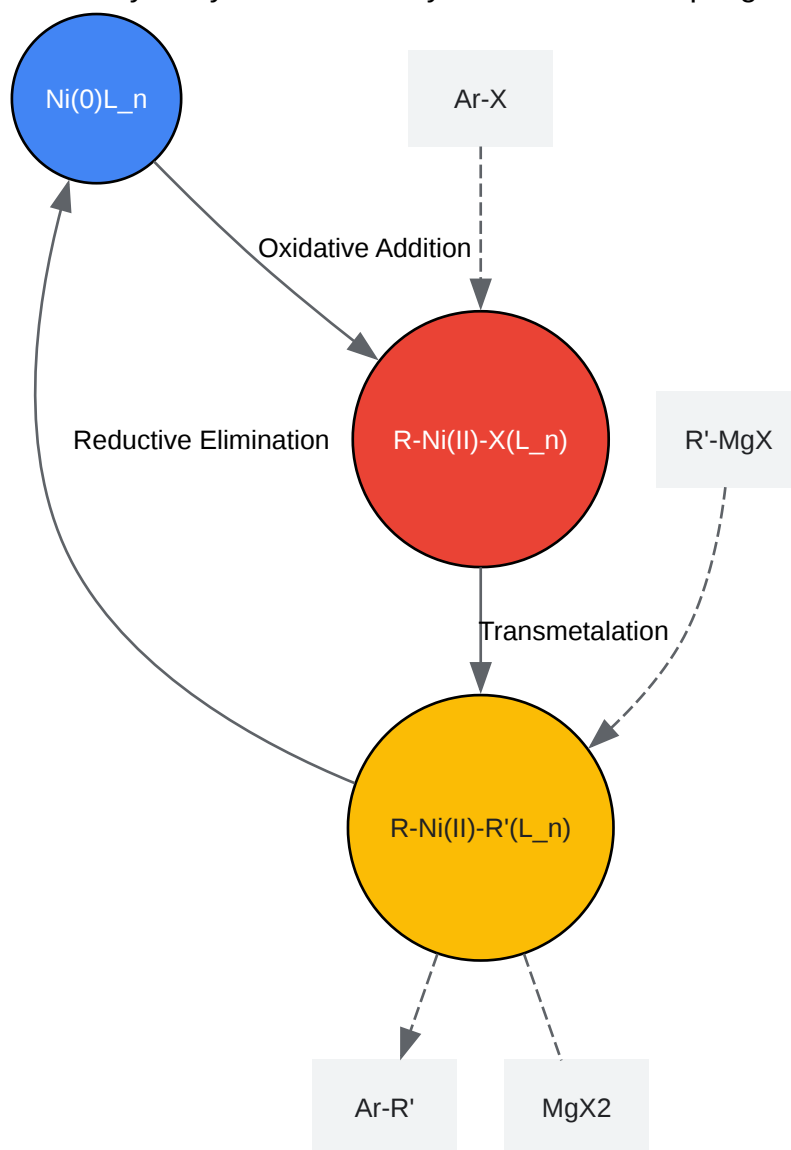 Ni(0)L_n
Ar-X
Oxidative Addition
Reductive Elimination
R-Ni(II)-X(L_n)
R'-MgX
Transmetalation
R-Ni(II)-R'(L_n)
Ar-R'
MgX2